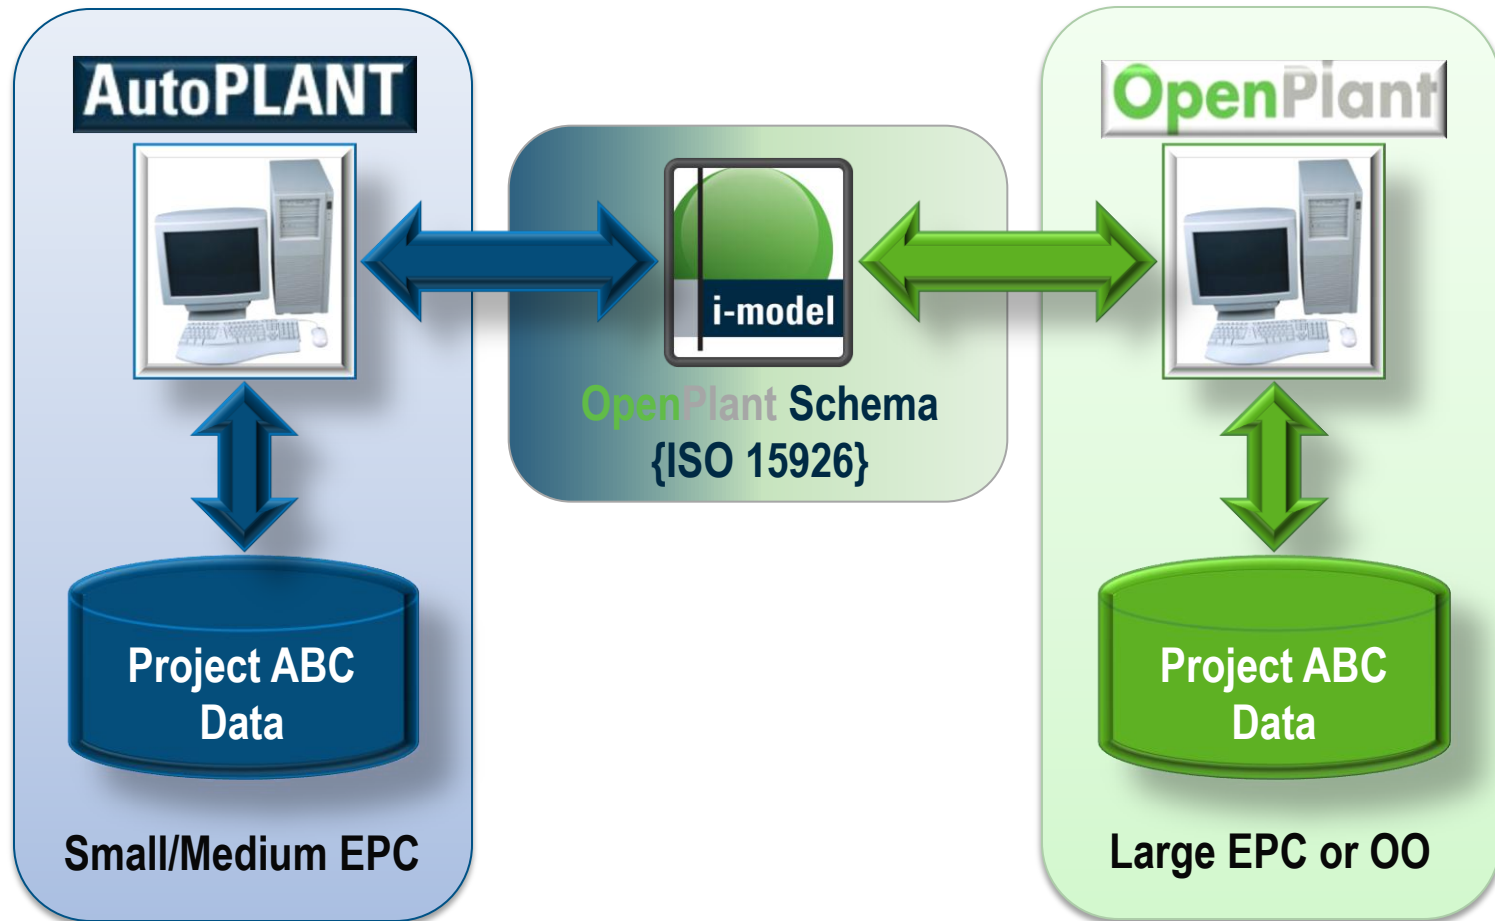 AutoPLANT
OpenPlant
i-model
OpenPlant Schema
{ISO 15926}
Project ABC
Data
Project ABC
Data
Small/Medium EPC
Large EPC or OO